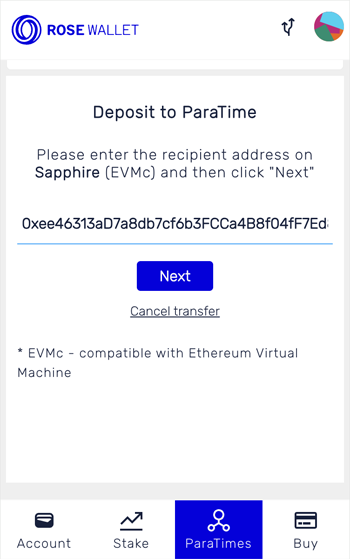 ROSE WALLET
Deposit to ParaTime
Please enter the recipient address on
Sapphire (EVMc) and then click "Next"
0xee46313aD7a8db7cf6b3FCCa4B8f04fF7Ed
Next
Cancel transfer
* EVMc - compatible with Ethereum Virtual
Machine
Account Stake ParaTimes Buy